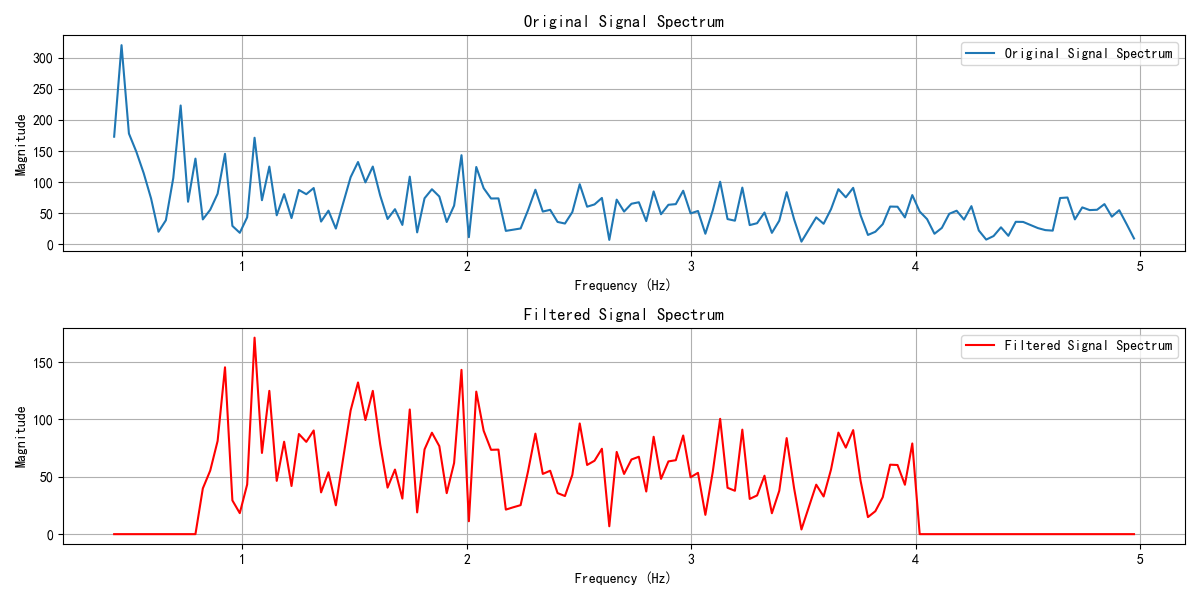 Original Signal Spectrum
Original Signal Spectrum
Magnitude
300
250
200
150
100
50
0
1
2
3
4
5
Frequency (Hz)
Filtered Signal Spectrum
Filtered Signal Spectrum
Magnitude
150
100
50
0
1
2
3
4
5
Frequency (Hz)